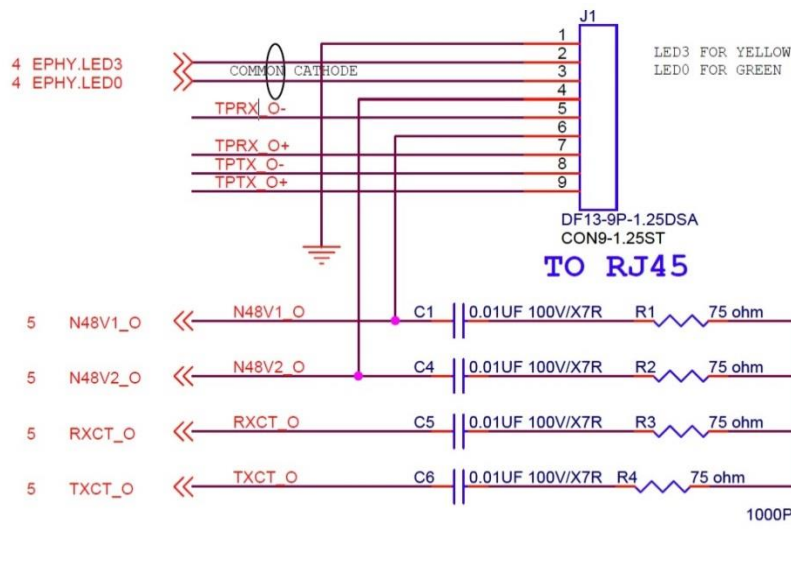 J1
1
2
3
4
5
6
7
8
9
LED3 FOR YELLOW
LED0 FOR GREEN
4 EPHY.LED3
4 EPHY.LED0
COMMON CATHODE
TPRX_O-
TPRX_O+
TPTX_O-
TPTX_O+
DF13-9P-1.25DSA
CON9-1.25ST
TO RJ45
5 N48V1_O N48V1_O C1 0.01UF 100V/X7R R1 75 ohm
5 N48V2_O N48V2_O C4 0.01UF 100V/X7R R2 75 ohm
5 RXCT_O RXCT_O C5 0.01UF 100V/X7R R3 75 ohm
5 TXCT_O TXCT_O C6 0.01UF 100V/X7R R4 75 ohm
1000P